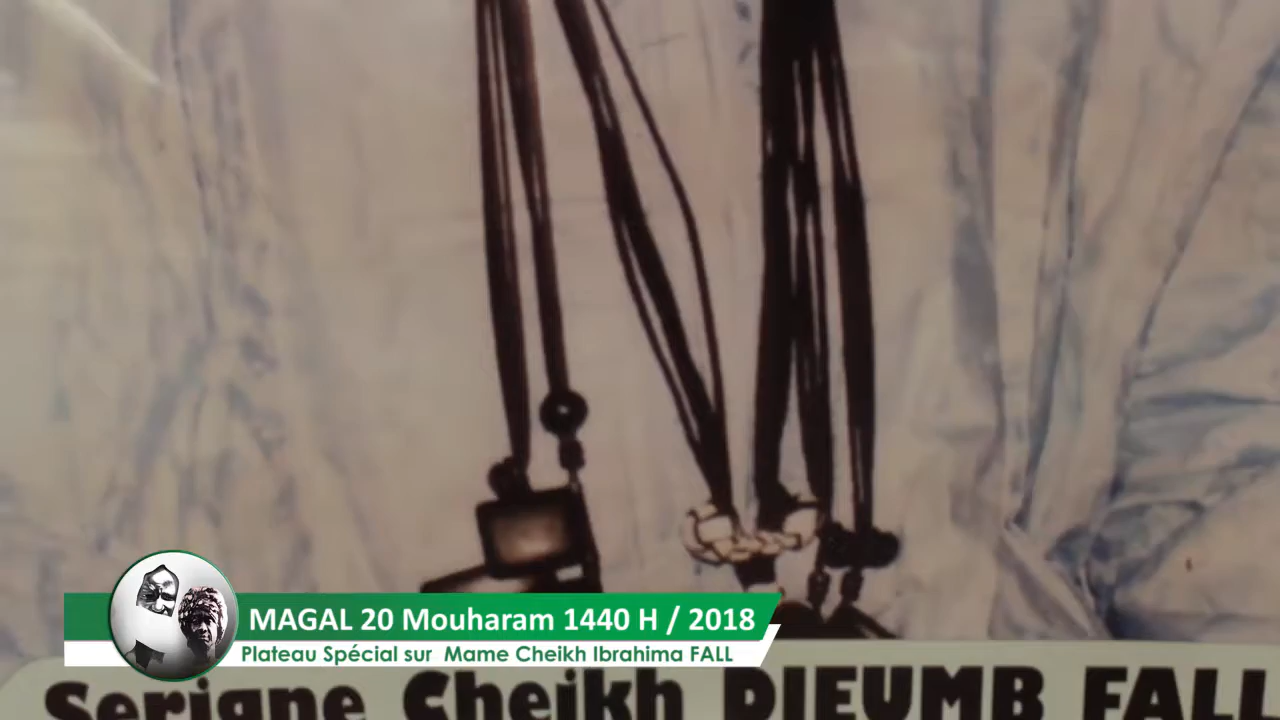 MAGAL 20 Mouharam 1440 H / 2018
Plateau Spécial sur Mame Cheikh Ibrahima FALL
Serigne Cheikh DIEUMB FALL